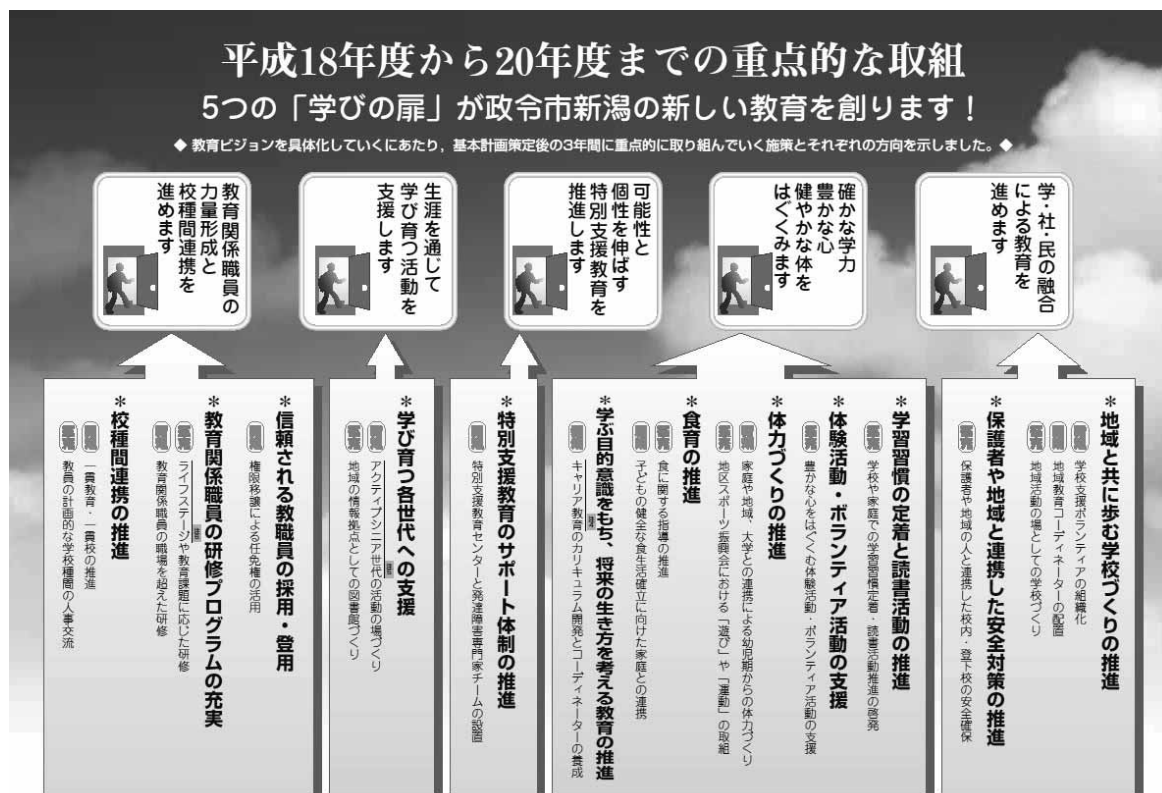 平成18年度から20年度までの重点的な取組
5つの「学びの扉」が政令市新潟の新しい教育を創ります！
◆ 教育ビジョンを具体化していくにあたり，基本計画策定後の3年間に重点的に取り組んでいく施策とそれぞれの方向を示しました。◆
学・社・民の融合
による教育を
進めます
確かな学力
豊かな心
健やかな体を
はぐくみます
可能性と
個性を伸ばす
特別支援教育を
推進します
生涯を通じて
学び育つ活動を
支援します
教育関係職員の
力量形成と
校種間連携を
進めます
＊地域と共に歩む学校づくりの推進
学校支援ボランティアの組織化
地域教育コーディネーターの配置
地域活動の場としての学校づくり
＊保護者や地域と連携した安全対策の推進
保護者や地域の人と連携した校内・登下校の安全確保
＊学習習慣の定着と読書活動の推進
学校や家庭での学習習慣定着・読書活動推進の啓発
＊体験活動・ボランティア活動の支援
豊かな心をはぐくむ体験活動・ボランティア活動の支援
＊体力づくりの推進
家庭や地域、大学との連携による幼児期からの体力づくり
地区スポーツ振興会における「遊び」や「運動」の取組
＊食育の推進
食に関する指導の推進
子どもの健全な食生活確立に向けた家庭との連携
＊学ぶ目的意識をもち、将来の生き方を考える教育の推進
キャリア教育のカリキュラム開発とコーディネーターの養成
＊特別支援教育のサポート体制の推進
特別支援教育センターと発達障害専門家チームの設置
＊学び育つ各世代への支援
アクティブシニア世代の活動の場づくり
地域の情報拠点としての図書館づくり
＊信頼される教職員の採用・登用
権限移譲による任免権の活用
＊教育関係職員の研修プログラムの充実
ライフステージや教育課題に応じた研修
教育関係職員の職場を超えた研修
＊校種間連携の推進
一貫教育・一貫校の推進
教員の計画的な学校種間の人事交流